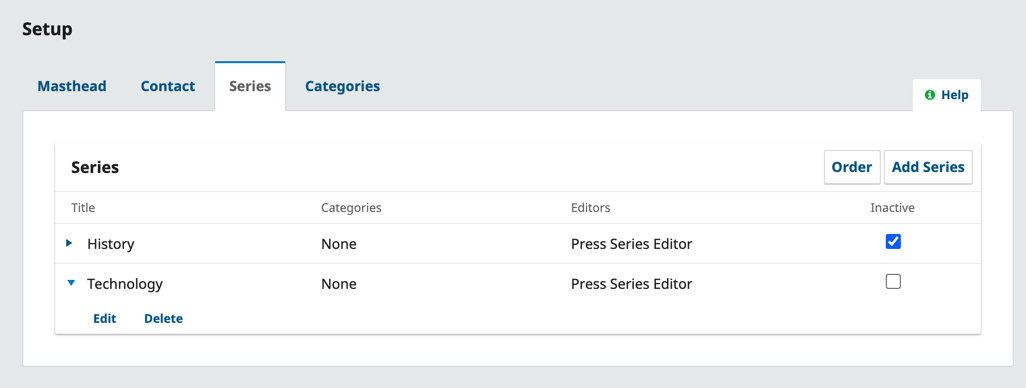 Setup
Masthead Contact Series Categories
Help
Series Order Add Series
Title Categories Editors Inactive
History None Press Series Editor
Technology None Press Series Editor
Edit Delete